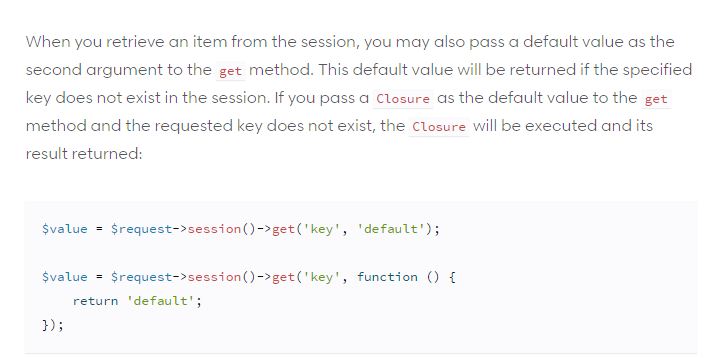 When you retrieve an item from the session, you may also pass a default value as the
second argument to the get method. This default value will be returned if the specified
key does not exist in the session. If you pass a Closure as the default value to the get
method and the requested key does not exist, the Closure will be executed and its
result returned:
$value = $request->session()->get('key', 'default');
$value = $request->session()->get('key', function () {
    return 'default';
});